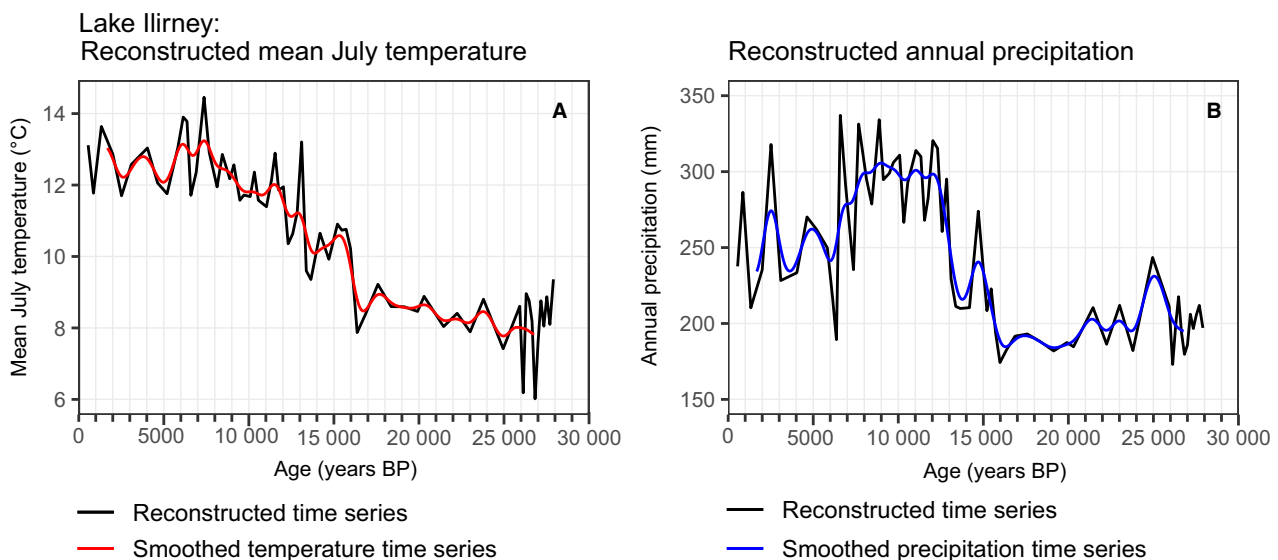 Lake Ilirney:
Reconstructed mean July temperature
Mean July temperature (°C)
14
12
10
8
6
A
0 5000 10 000 15 000 20 000 25 000 30 000
Age (years BP)
Reconstructed time series
Smoothed temperature time series
Reconstructed annual precipitation
Annual precipitation (mm)
350
300
250
200
150
B
0 5000 10 000 15 000 20 000 25 000 30 000
Age (years BP)
Reconstructed time series
Smoothed precipitation time series